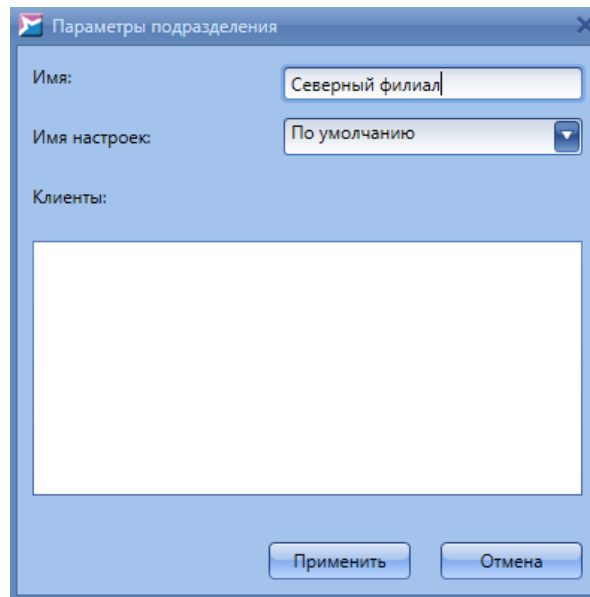 Параметры подразделения
Имя: Северный филиал
Имя настроек: По умолчанию
Клиенты:
Применить Отмена